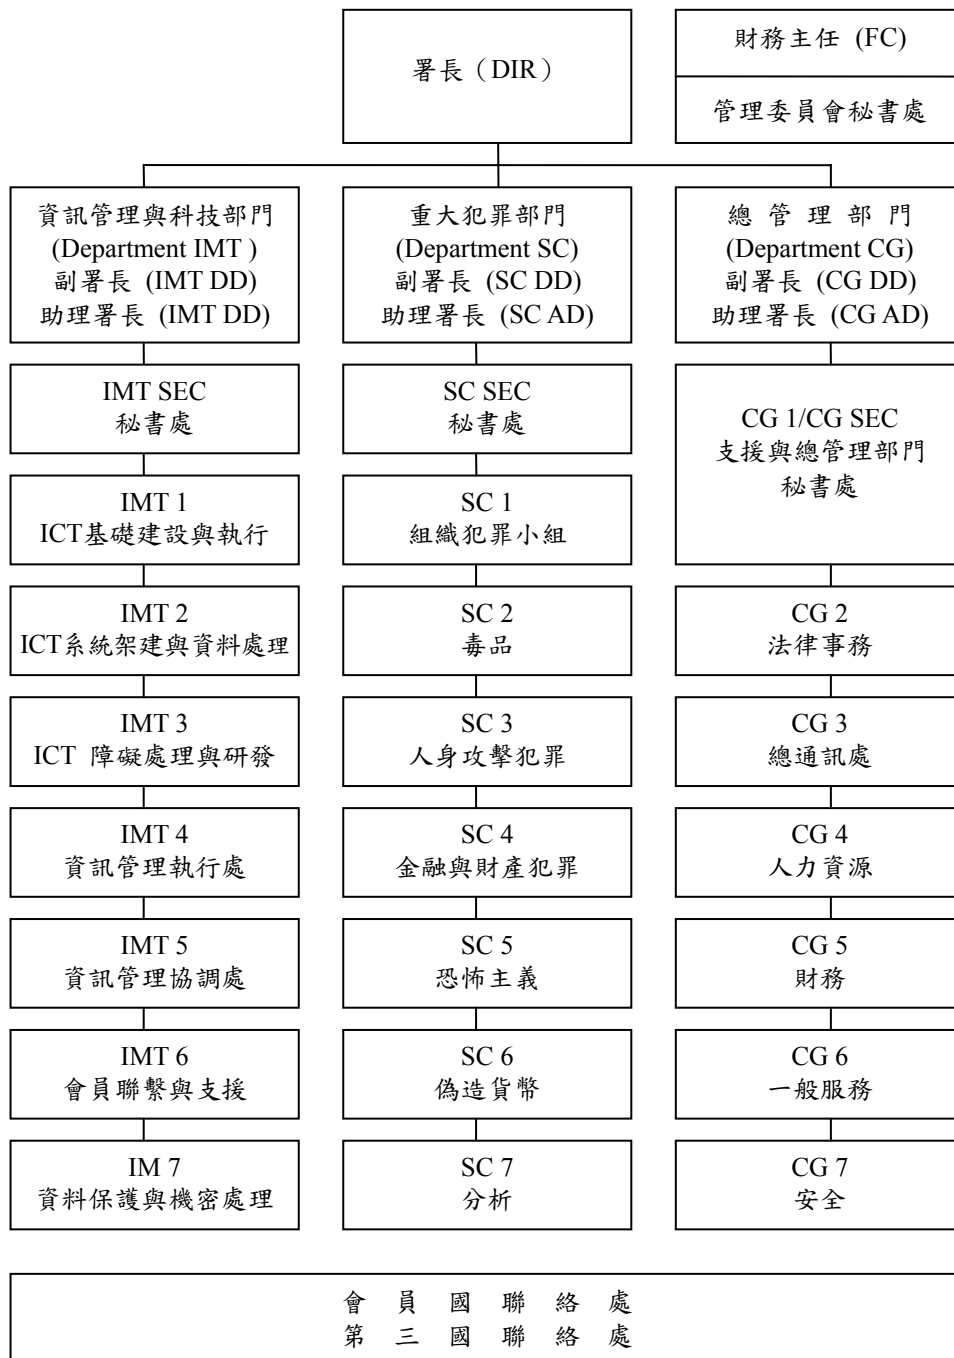 署長（DIR）
財務主任 (FC)
管理委員會秘書處
資訊管理與科技部門
(Department IMT )
副署長 (IMT DD)
助理署長 (IMT DD)
重大犯罪部門
(Department SC)
副署長 (SC DD)
助理署長 (SC AD)
總 管 理 部 門
(Department CG)
副署長 (CG DD)
助理署長 (CG AD)
IMT SEC
秘書處
SC SEC
秘書處
CG 1/CG SEC
支援與總管理部門
秘書處
IMT 1
ICT基礎建設與執行
SC 1
組織犯罪小組
IMT 2
ICT系統架建與資料處理
SC 2
毒品
CG 2
法律事務
IMT 3
ICT 障礙處理與研發
SC 3
人身攻擊犯罪
CG 3
總通訊處
IMT 4
資訊管理執行處
SC 4
金融與財產犯罪
CG 4
人力資源
IMT 5
資訊管理協調處
SC 5
恐怖主義
CG 5
財務
IMT 6
會員聯繫與支援
SC 6
偽造貨幣
CG 6
一般服務
IM 7
資料保護與機密處理
SC 7
分析
CG 7
安全
會 員 國 聯 絡 處
第 三 國 聯 絡 處